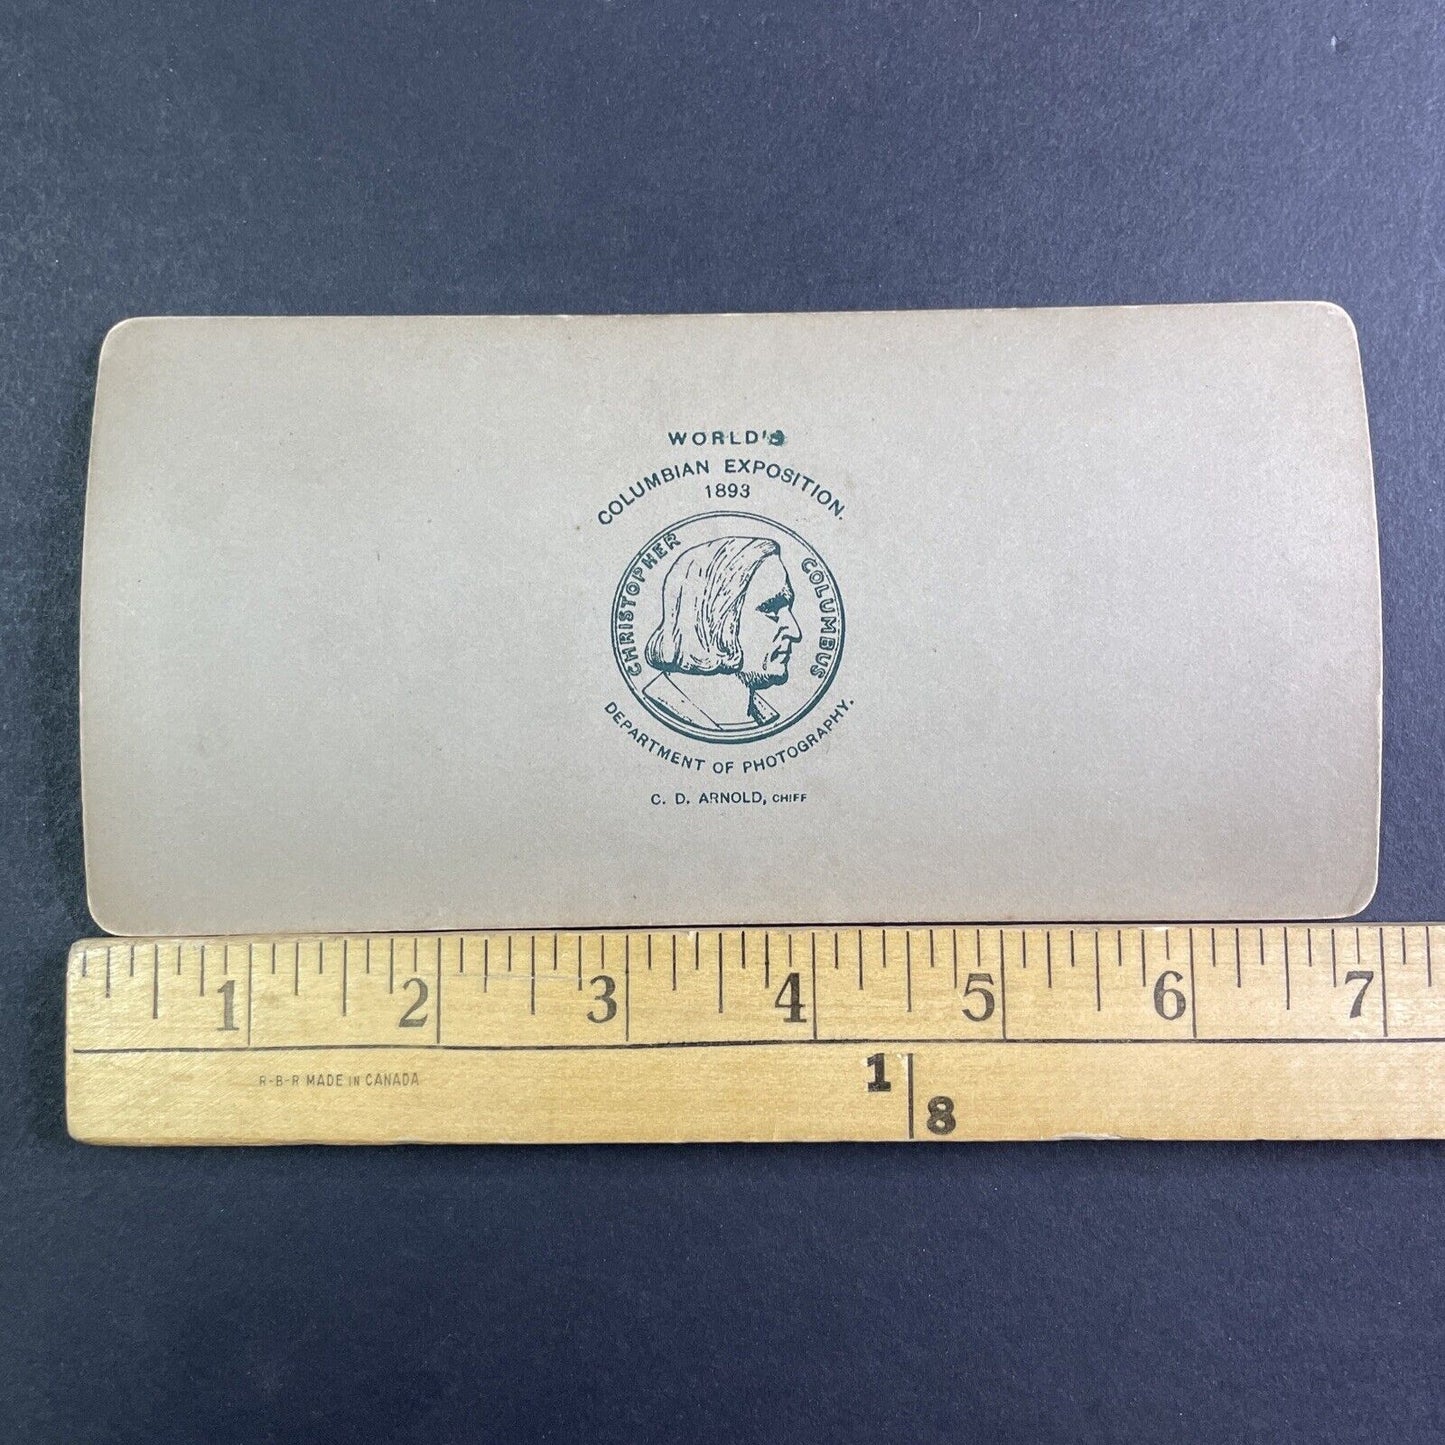 WORLD'S
COLUMBIAN EXPOSITION.
1893
CHRISTOPHER COLUMBUS
DEPARTMENT OF PHOTOGRAPHY.
C. D. ARNOLD, CHIEF
1 2 3 4 5 6 7
R-B-R MADE IN CANADA
1 8